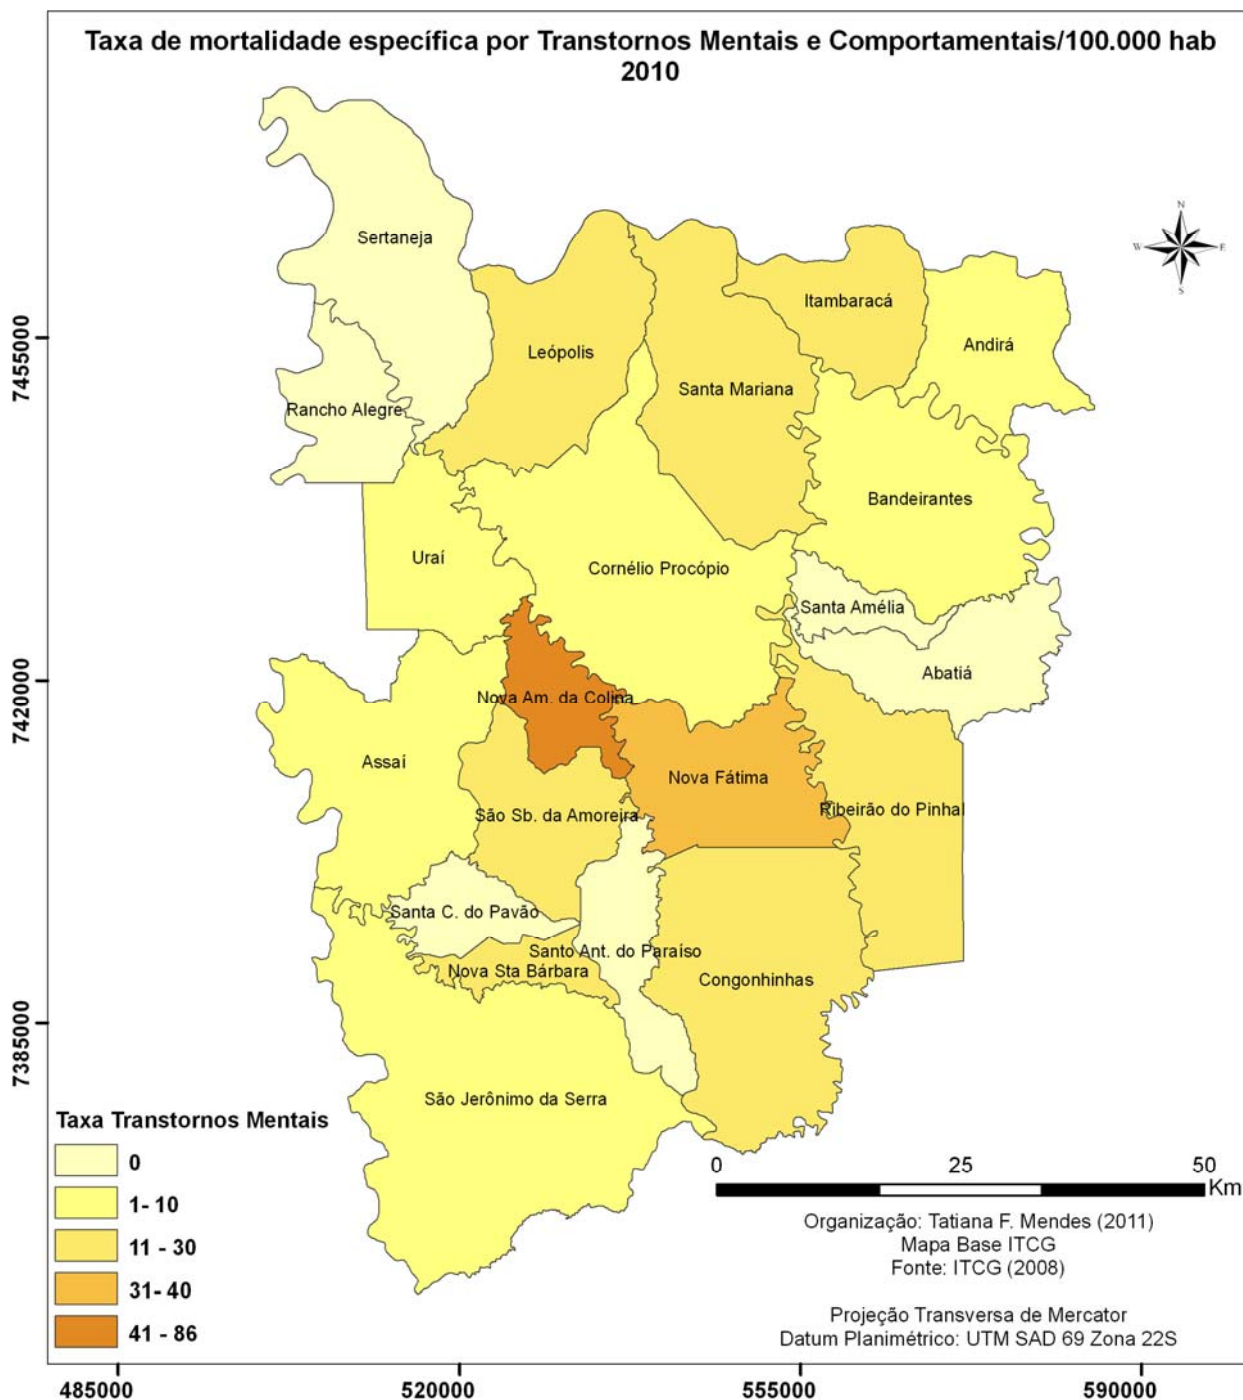 Taxa de mortalidade específica por Transtornos Mentais e Comportamentais/100.000 hab
2010
N
W E
S
Sertaneja
Itambaracá
7455000
Leópolis
Andirá
Santa Mariana
Rancho Alegre
Bandeirantes
Uraí
Cornélio Procópio
Santa Amélia
Abatiá
7420000
Nova Am. da Colina
Assaí
Nova Fátima
São Sb. da Amoreira
Ribeirão do Pinhal
Santa C. do Pavão
Santo Ant. do Paraíso
Nova Sta Bárbara
Congonhinhas
7385000
São Jerônimo da Serra
Taxa Transtornos Mentais
0
1- 10
11 - 30
31- 40
41 - 86
0 25 50
Km
Organização: Tatiana F. Mendes (2011)
Mapa Base ITCG
Fonte: ITCG (2008)
Projeção Transversa de Mercator
Datum Planimétrico: UTM SAD 69 Zona 22S
485000 520000 555000 590000